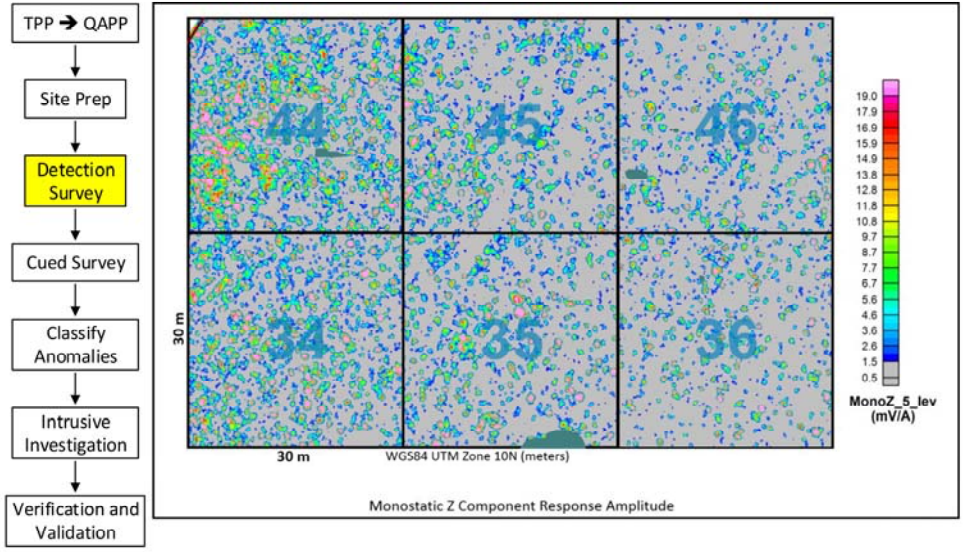 TPP ➔ QAPP
Site Prep
Detection
Survey
Cued Survey
Classify
Anomalies
Intrusive
Investigation
Verification and
Validation
44
45
46
34
35
36
30 m
30 m
WGS84 UTM Zone 10N (meters)
19.0
17.9
16.9
15.9
14.9
13.8
12.8
11.8
10.8
9.7
8.7
7.7
6.7
5.6
4.6
3.6
2.6
1.5
0.5
MonoZ_5_lev
(mV/A)
Monostatic Z Component Response Amplitude